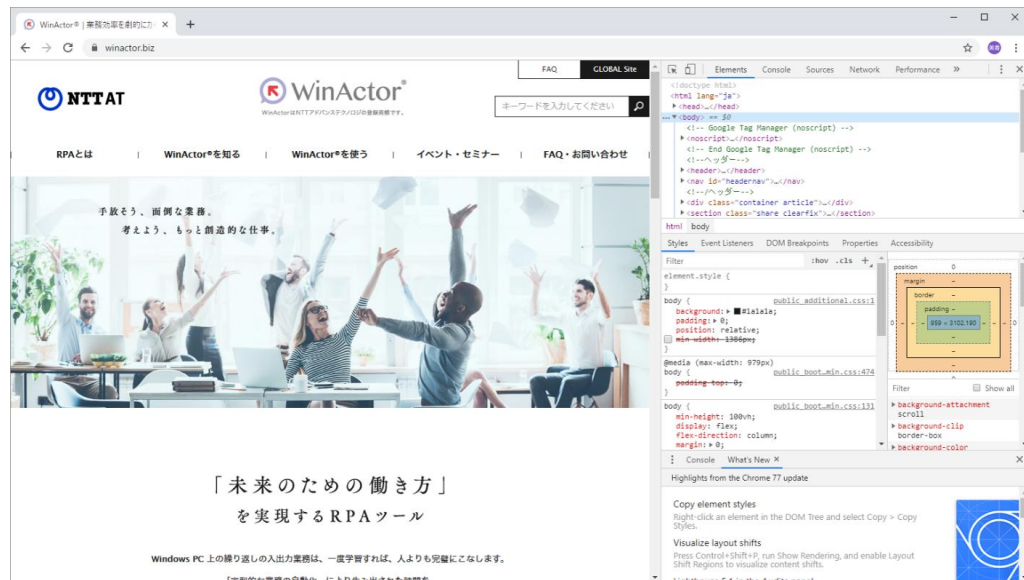 WinActor® | 業務効率を劇的にカ
winactor.biz
FAQ
GLOBAL Site
NTT AT
WinActor®
WinActorはNTTアドバンステクノロジの登録商標です。
キーワードを入力してください
RPAとは
WinActor®を知る
WinActor®を使う
イベント・セミナー
FAQ・お問い合わせ
手放そう、面倒な業務。
考えよう、もっと創造的な仕事。
「未来のための働き方」
を実現するRPAツール
Windows PC 上の繰り返しの入出力業務は、一度学習すれば、人よりも完璧にこなします。
Elements Console Sources Network Performance »
<!doctype html>
<html lang="ja">
<head>…</head>
<body> == $0
<!-- Google Tag Manager (noscript) -->
<noscript>…</noscript>
<!-- End Google Tag Manager (noscript) -->
<!--ヘッダー-->
<header>…</header>
<nav id="headernav">…</nav>
<!--/ヘッダー-->
<div class="container article">…</div>
<section class="share clearfix">…</section>
html body
Styles Event Listeners DOM Breakpoints Properties Accessibility
Filter :hov .cls +
element.style {
}
body { public_additional.css:1
background: #1a1a1a;
padding: 0;
position: relative;
min-width: 1386px;
}
@media (max-width: 979px)
body { public_boot…min.css:474
padding-top: 0;
}
body { public_boot…min.css:131
min-height: 100vh;
display: flex;
flex-direction: column;
margin: 0;
position 0
margin -
border -
padding -
0 - - - 858 × 3102.180 - - - 0
-
-
-
Filter Show all
background-attachment
scroll
background-clip
border-box
background-color
Console What's New ×
Highlights from the Chrome 77 update
Copy element styles
Right-click an element in the DOM Tree and select Copy > Copy
Styles.
Visualize layout shifts
Press Control+Shift+P, run Show Rendering, and enable Layout
Shift Regions to visualize content shifts.